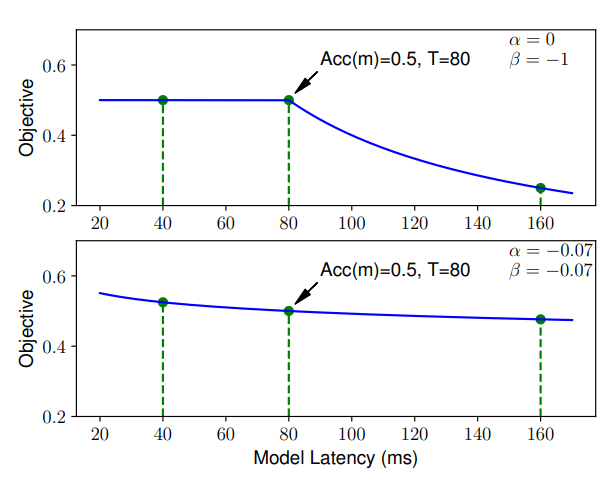 α = 0
β = −1
Acc(m)=0.5, T=80
Objective
0.6
0.4
0.2
20 40 60 80 100 120 140 160
α = −0.07
β = −0.07
Acc(m)=0.5, T=80
Objective
0.6
0.4
0.2
20 40 60 80 100 120 140 160
Model Latency (ms)